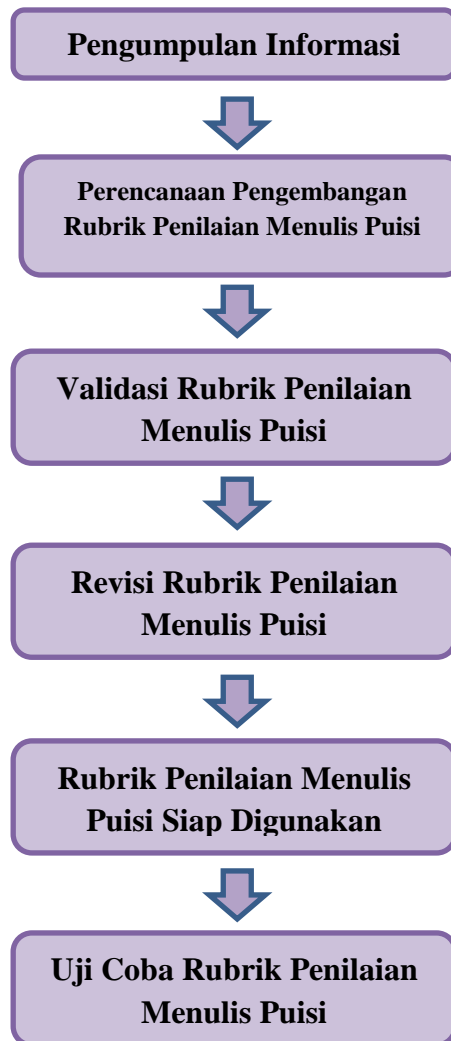 Pengumpulan Informasi
Perencanaan Pengembangan
Rubrik Penilaian Menulis Puisi
Validasi Rubrik Penilaian
Menulis Puisi
Revisi Rubrik Penilaian
Menulis Puisi
Rubrik Penilaian Menulis
Puisi Siap Digunakan
Uji Coba Rubrik Penilaian
Menulis Puisi